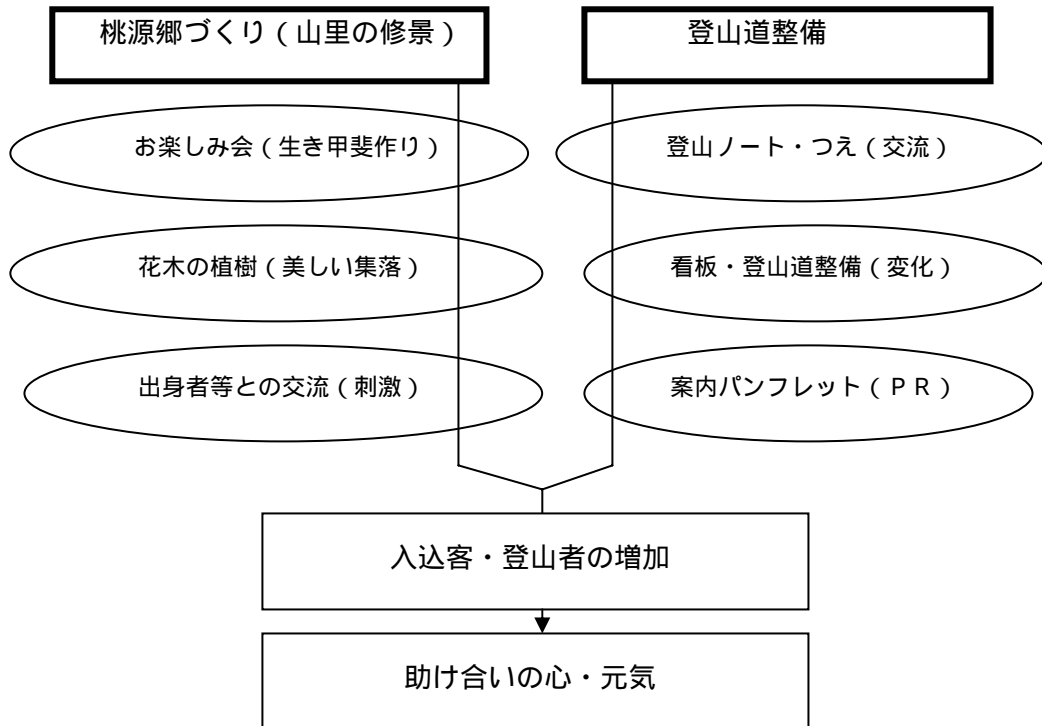 桃源郷づくり(山里の修景)
登山道整備
お楽しみ会(生き甲斐作り)
登山ノート・つえ(交流)
花木の植樹(美しい集落)
看板・登山道整備(変化)
出身者等との交流(刺激)
案内パンフレット(PR)
入込客・登山者の増加
助け合いの心・元気